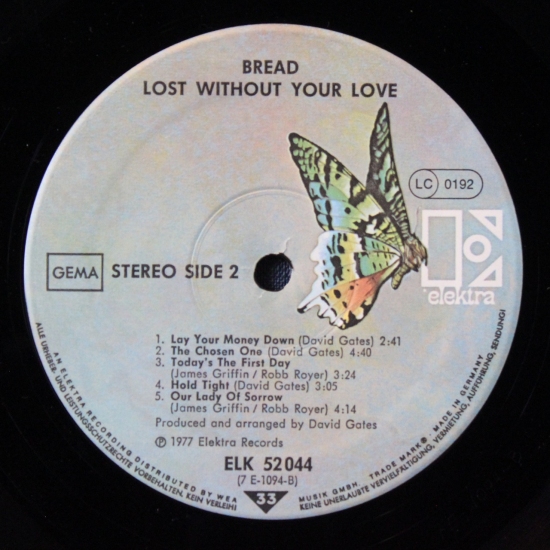 BREAD
LOST WITHOUT YOUR LOVE
LC 0192
elektra
GEMA
STEREO SIDE 2
1. Lay Your Money Down (David Gates) 2:41
2. The Chosen One (David Gates) 4:40
3. Today's The First Day
(James Griffin / Robb Royer) 3:24
4. Hold Tight (David Gates) 3:05
5. Our Lady Of Sorrow
(James Griffin / Robb Royer) 4:14
Produced and arranged by David Gates
℗ 1977 Elektra Records
ELK 52 044
(7 E-1094-B)
33
AN ELEKTRA RECORDING DISTRIBUTED BY WEA MUSIK GMBH. TRADE MARK® MADE IN GERMANY
ALLE URHEBER- UND LEISTUNGSSCHUTZRECHTE VORBEHALTEN. KEIN VERLEIH! KEINE UNERLAUBTE VERVIELFÄLTIGUNG, VERMIETUNG, AUFFÜHRUNG, SENDUNG!